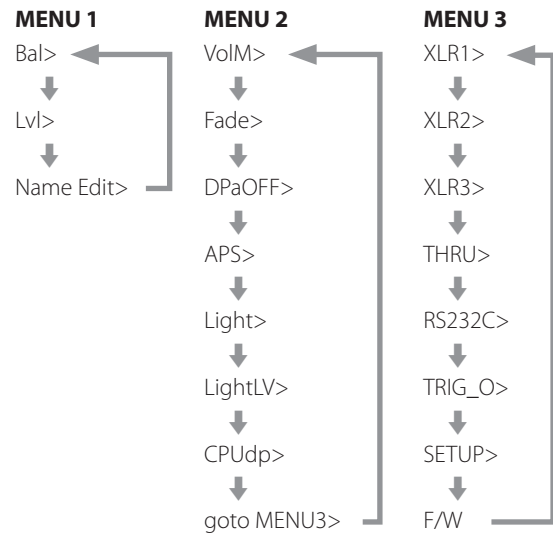 MENU 1
Bal>
Lvl>
Name Edit>
MENU 2
VolM>
Fade>
DPaOFF>
APS>
Light>
LightLV>
CPUdp>
goto MENU3>
MENU 3
XLR1>
XLR2>
XLR3>
THRU>
RS232C>
TRIG_O>
SETUP>
F/W